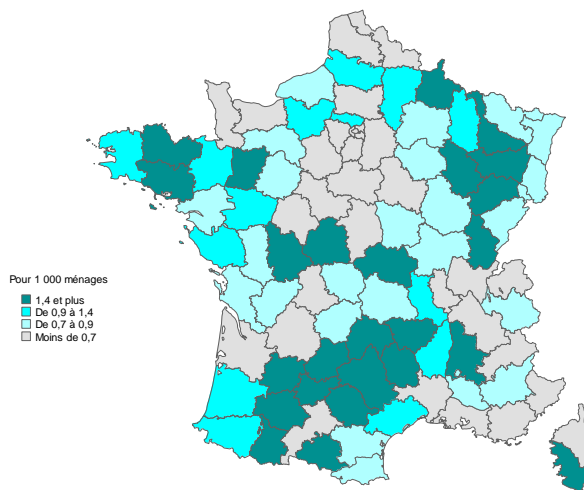 Pour 1 000 ménages
1,4 et plus
De 0,9 à 1,4
De 0,7 à 0,9
Moins de 0,7